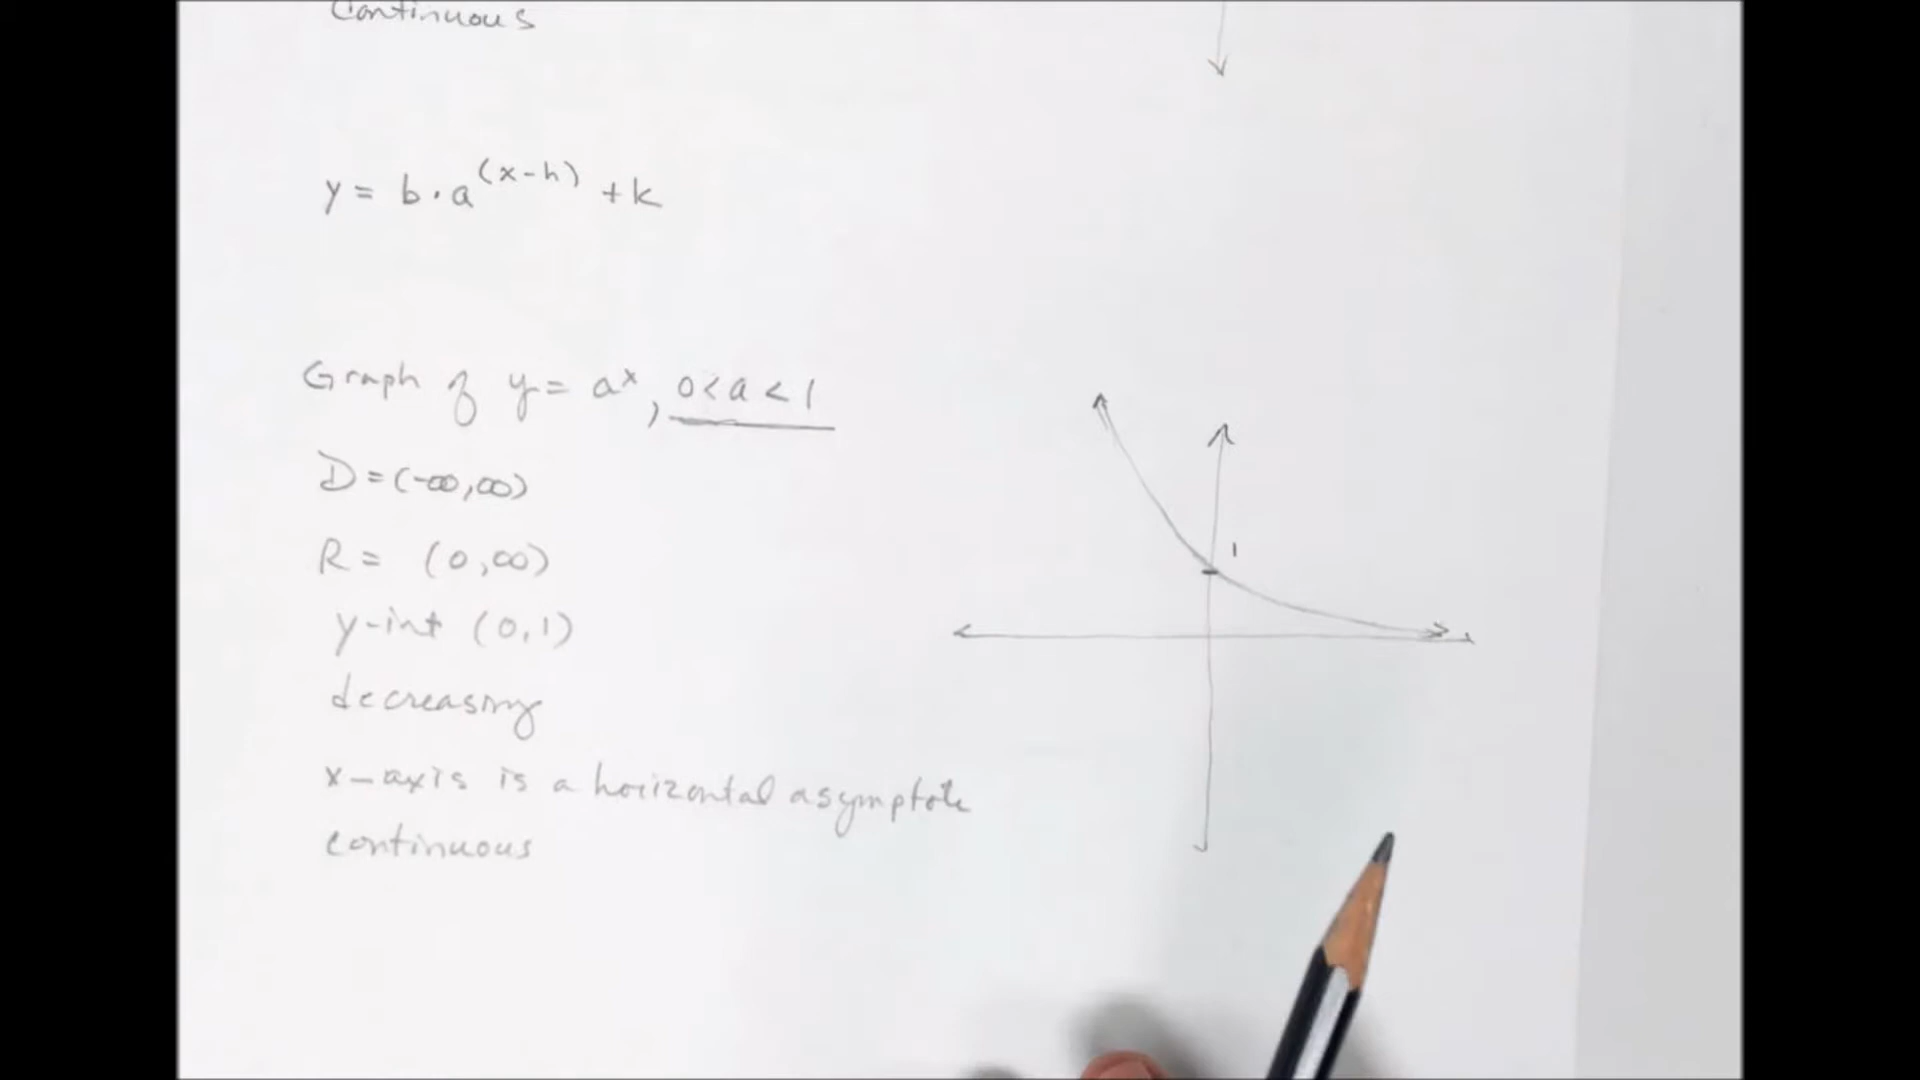 Continuous
y = b·a^(x-h) + k
Graph of y = a^x, 0 < a < 1
D = (-∞, ∞)
R = (0, ∞)
y-int (0, 1)
decreasing
x-axis is a horizontal asymptote
continuous
1